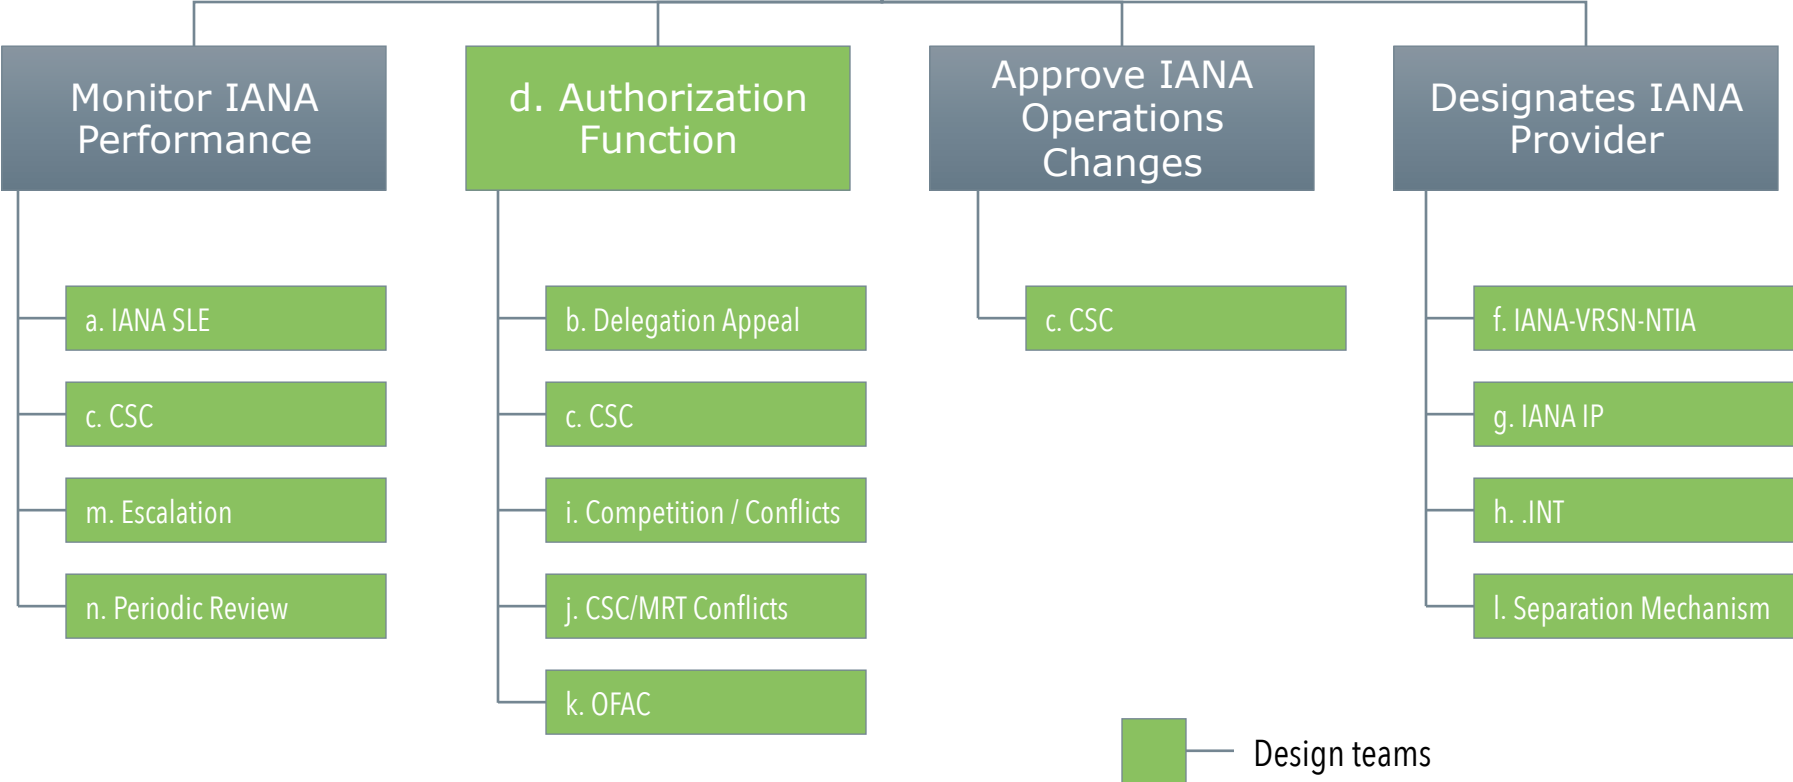 Monitor IANA
Performance
d. Authorization
Function
Approve IANA
Operations
Changes
Designates IANA
Provider
a. IANA SLE
c. CSC
m. Escalation
n. Periodic Review
b. Delegation Appeal
c. CSC
i. Competition / Conflicts
j. CSC/MRT Conflicts
k. OFAC
c. CSC
f. IANA-VRSN-NTIA
g. IANA IP
h. .INT
l. Separation Mechanism
Design teams